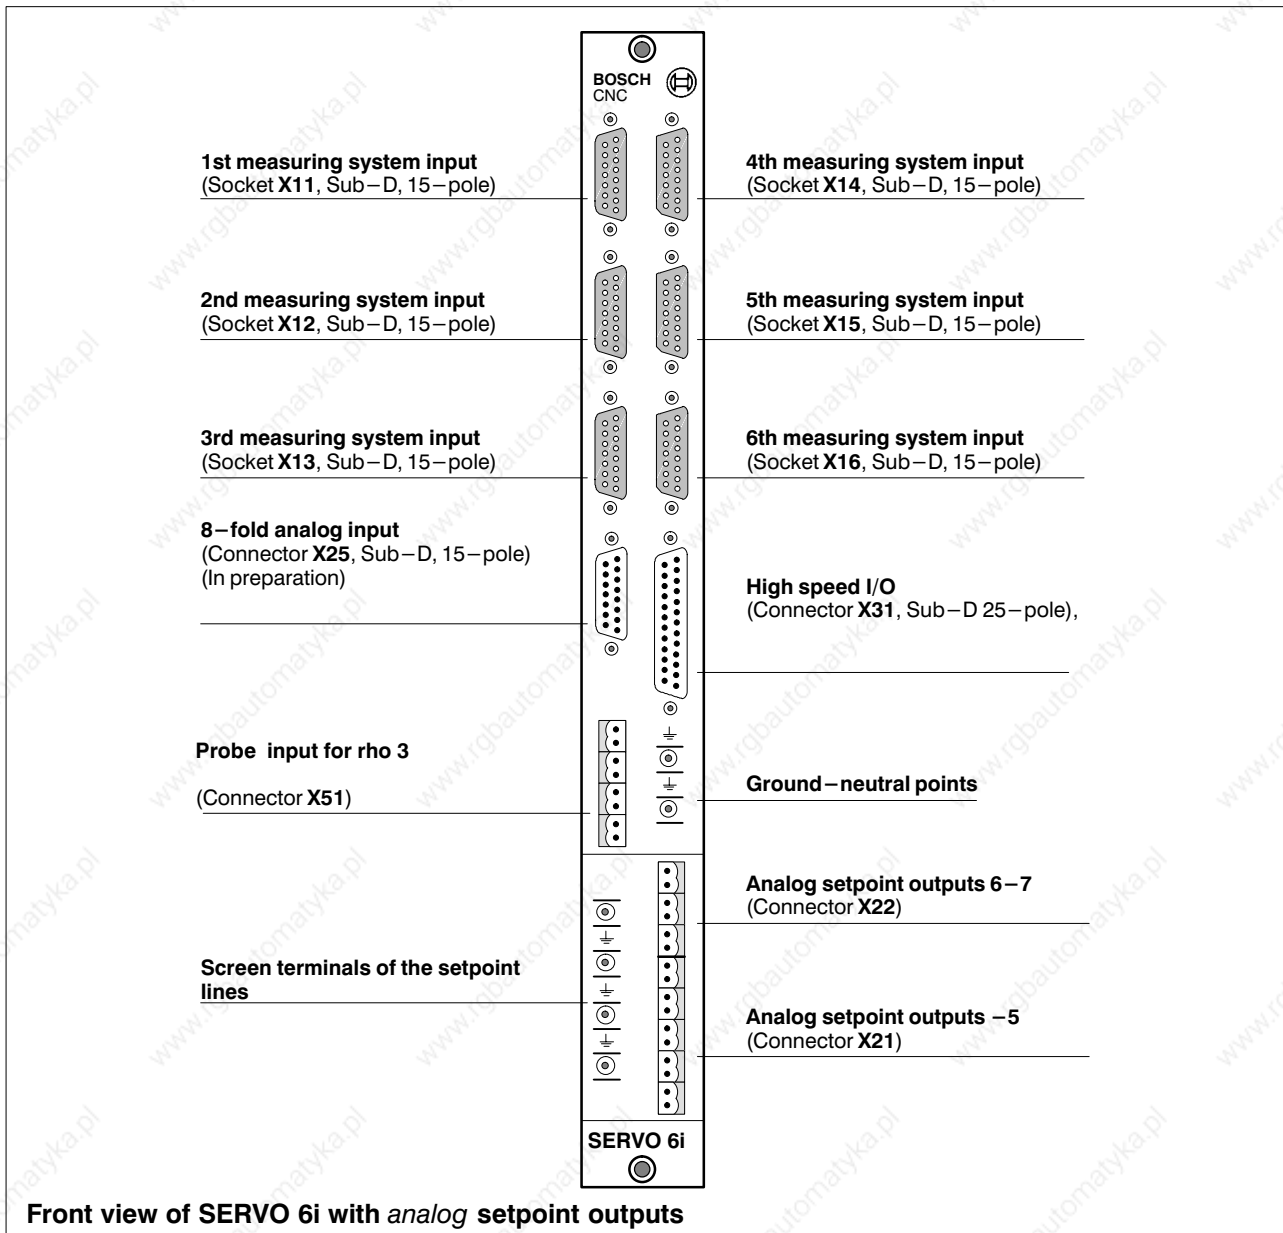 BOSCH
CNC
1st measuring system input
(Socket X11, Sub–D, 15–pole)
4th measuring system input
(Socket X14, Sub–D, 15–pole)
2nd measuring system input
(Socket X12, Sub–D, 15–pole)
5th measuring system input
(Socket X15, Sub–D, 15–pole)
3rd measuring system input
(Socket X13, Sub–D, 15–pole)
6th measuring system input
(Socket X16, Sub–D, 15–pole)
8–fold analog input
(Connector X25, Sub–D, 15–pole)
(In preparation)
High speed I/O
(Connector X31, Sub–D 25–pole),
Probe input for rho 3
(Connector X51)
Ground–neutral points
Analog setpoint outputs 6–7
(Connector X22)
Screen terminals of the setpoint
lines
Analog setpoint outputs –5
(Connector X21)
SERVO 6i
Front view of SERVO 6i with analog setpoint outputs
www.rgbautomatyka.pl